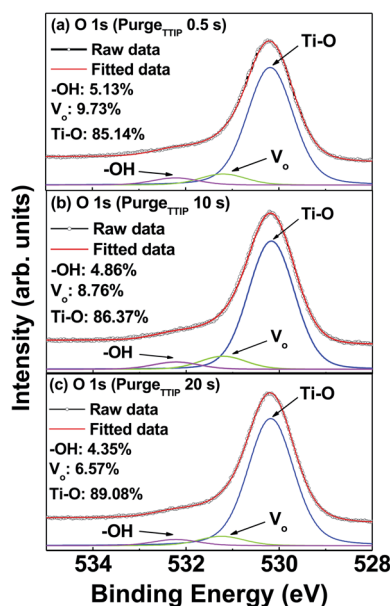 (a) O 1s (Purge_TTIP 0.5 s)
Raw data
Fitted data
-OH: 5.13%
V_o: 9.73%
Ti-O: 85.14%
Ti-O
-OH
V_o
(b) O 1s (Purge_TTIP 10 s)
Raw data
Fitted data
-OH: 4.86%
V_o: 8.76%
Ti-O: 86.37%
Ti-O
-OH
V_o
(c) O 1s (Purge_TTIP 20 s)
Raw data
Fitted data
-OH: 4.35%
V_o: 6.57%
Ti-O: 89.08%
Ti-O
-OH
V_o
Intensity (arb. units)
534 532 530 528
Binding Energy (eV)